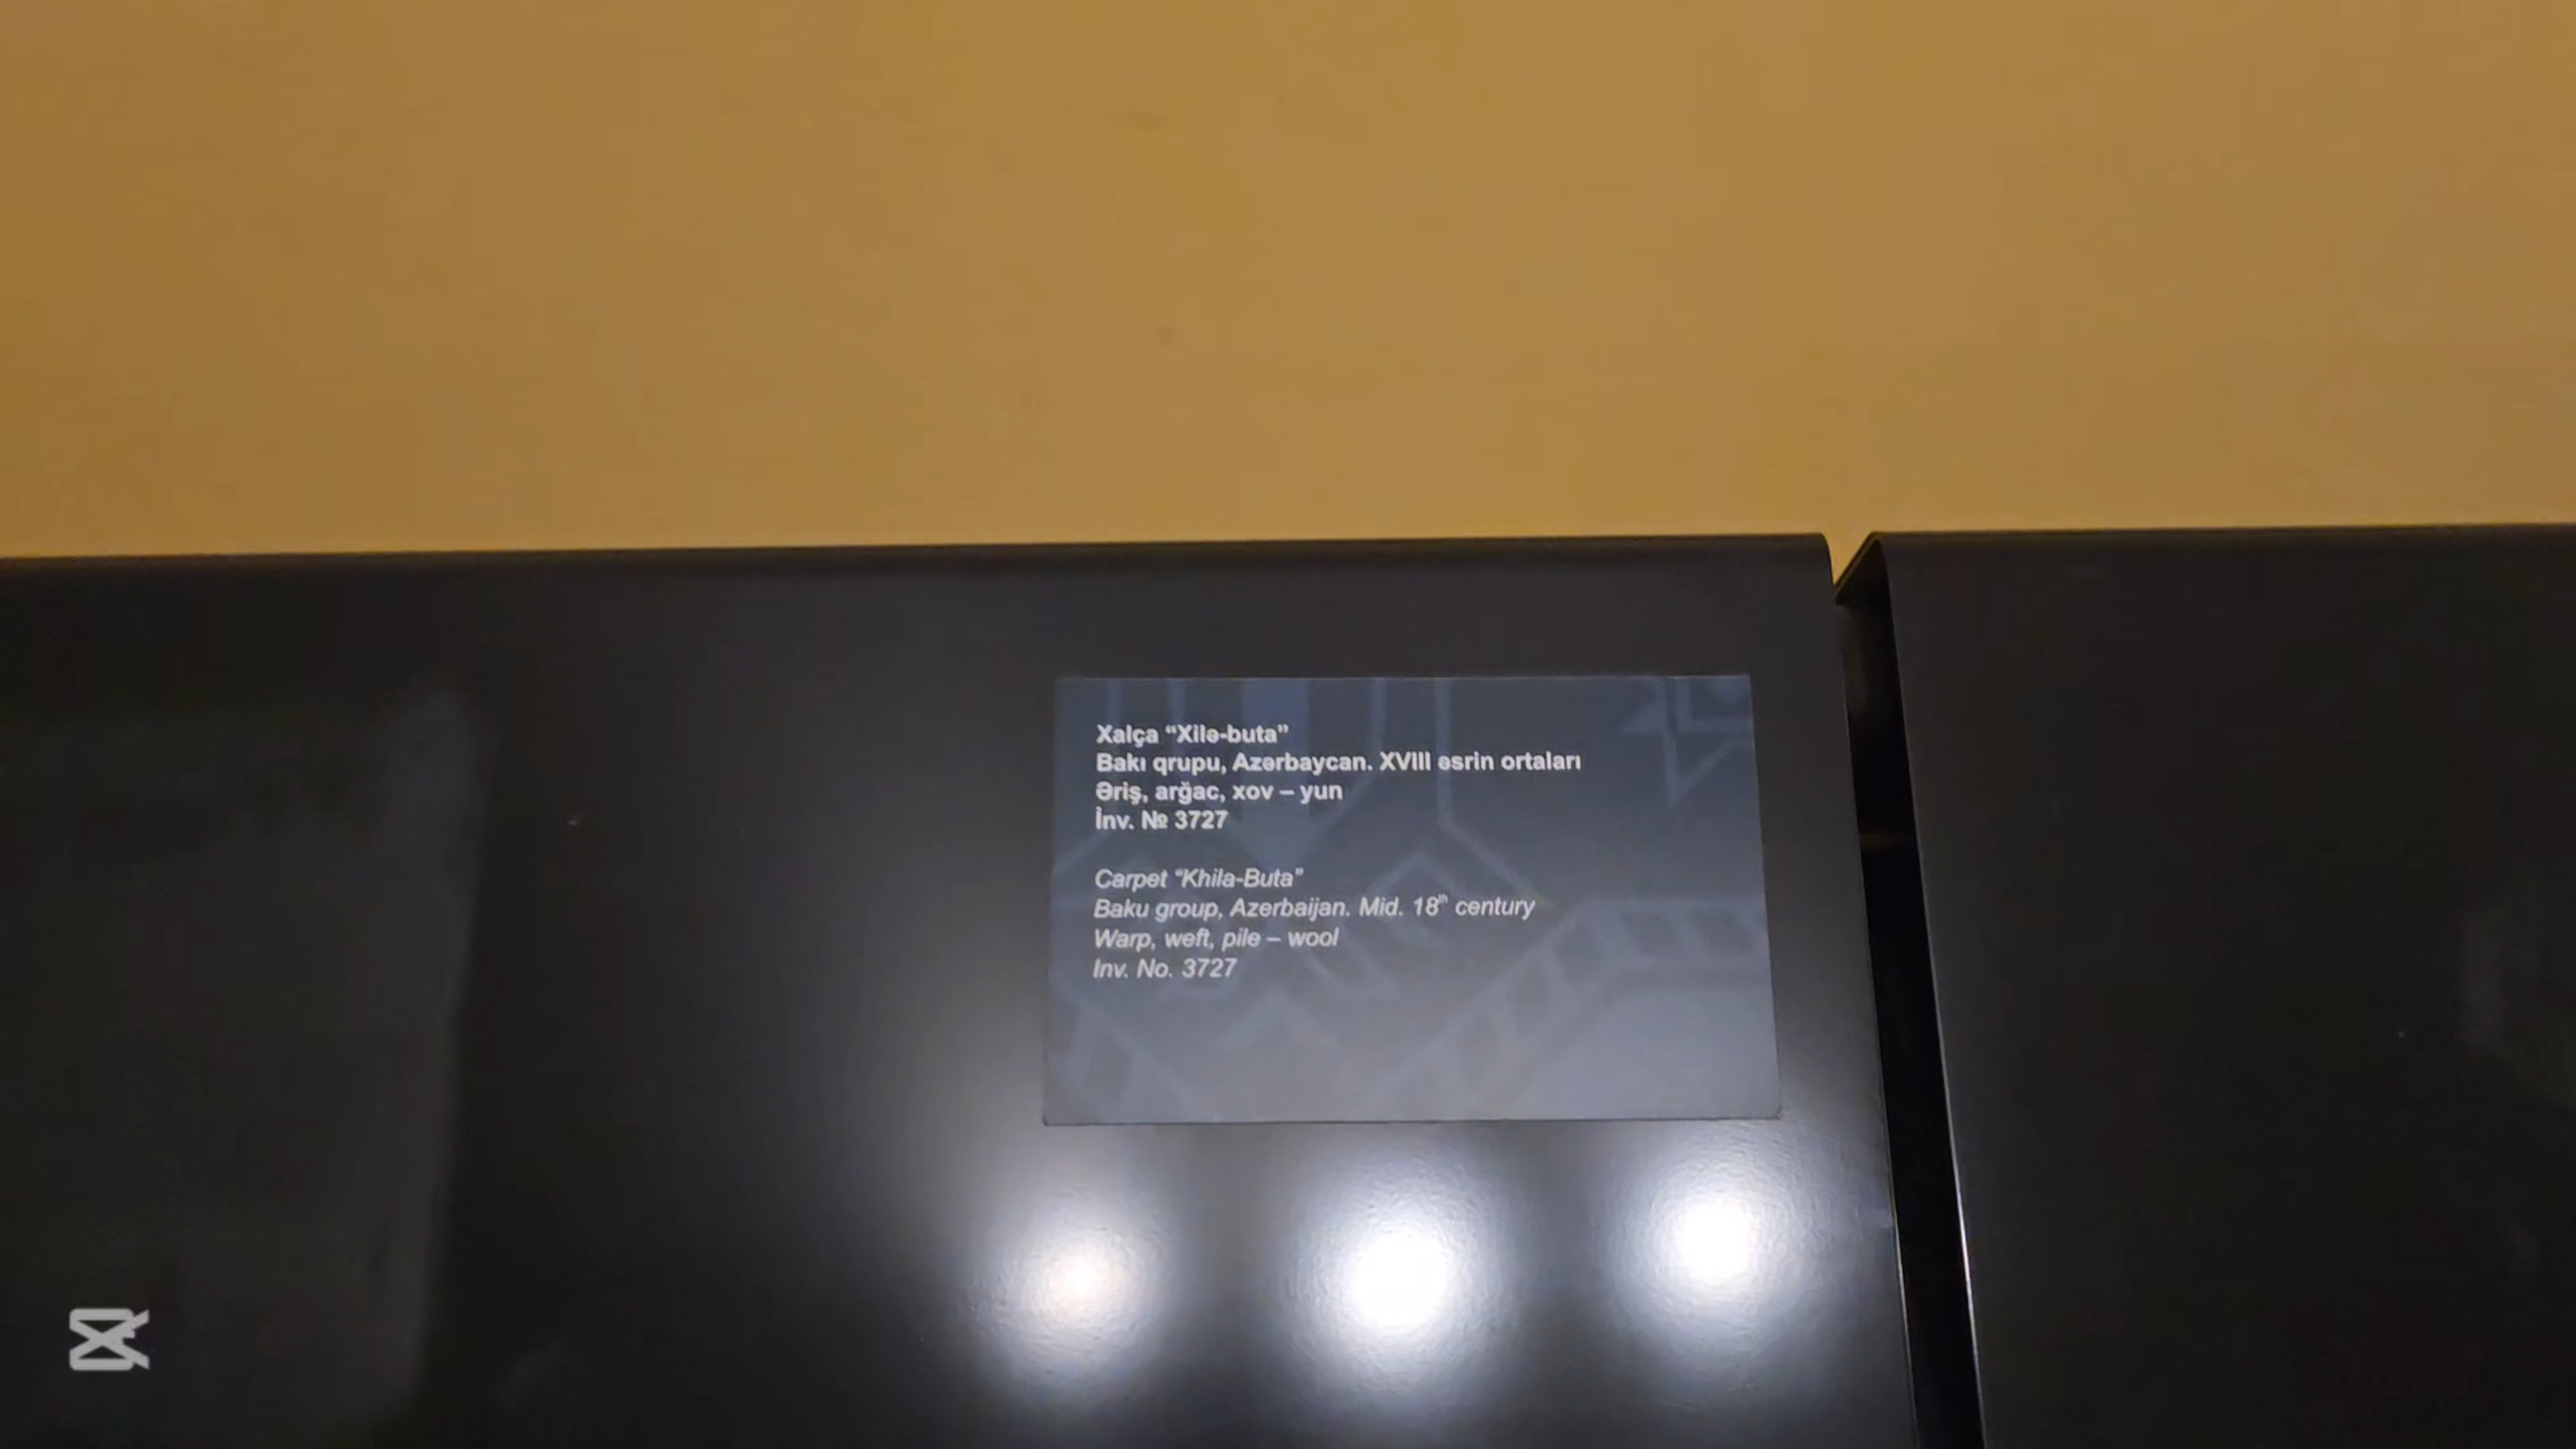 Xalça “Xilə-buta”
Bakı qrupu, Azərbaycan. XVIII əsrin ortaları
Əriş, arğac, xov – yun
İnv. № 3727
Carpet “Khila-Buta”
Baku group, Azerbaijan. Mid. 18th century
Warp, weft, pile – wool
Inv. No. 3727